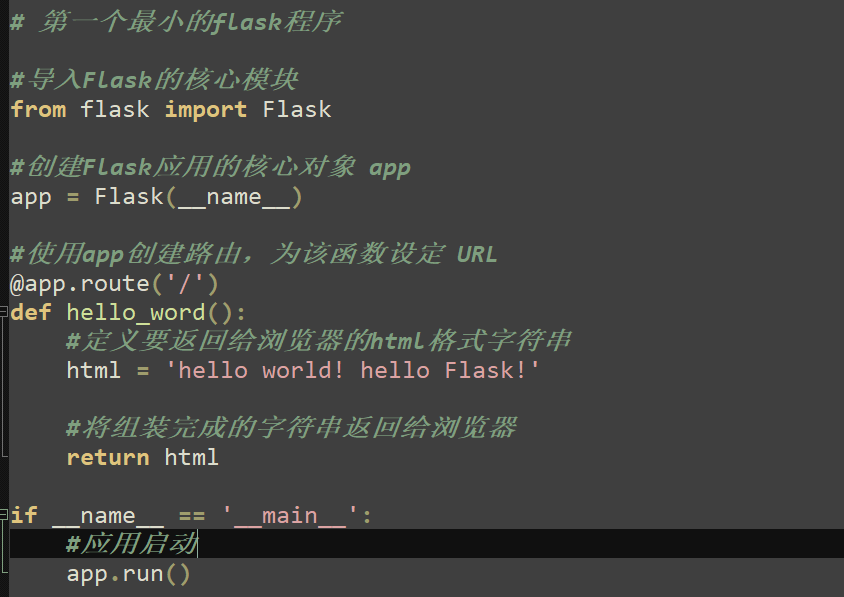 # 第一个最小的flask程序
#导入Flask的核心模块
from flask import Flask
#创建Flask应用的核心对象 app
app = Flask(__name__)
#使用app创建路由，为该函数设定 URL
@app.route('/')
def hello_word():
    #定义要返回给浏览器的html格式字符串
    html = 'hello world! hello Flask!'
    #将组装完成的字符串返回给浏览器
    return html
if __name__ == '__main__':
    #应用启动
    app.run()